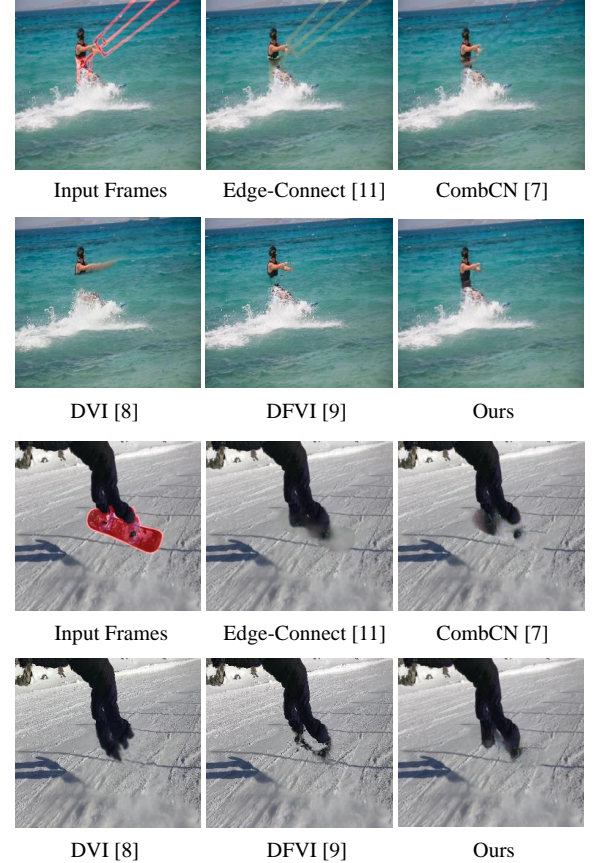 Input Frames Edge-Connect [11] CombCN [7]
DVI [8] DFVI [9] Ours
Input Frames Edge-Connect [11] CombCN [7]
DVI [8] DFVI [9] Ours